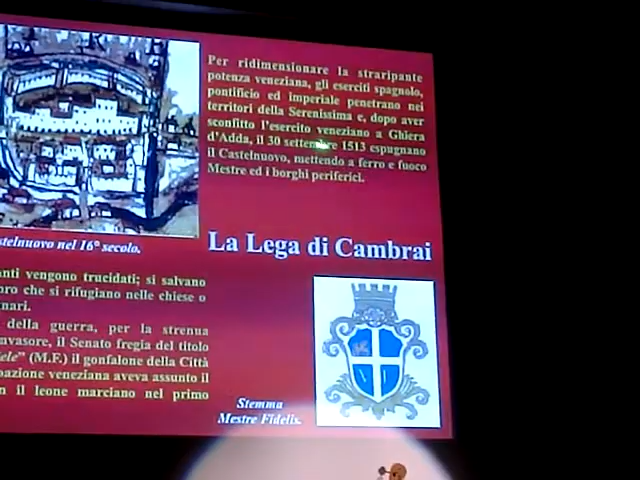 Per ridimensionare la straripante
potenza veneziana, gli eserciti spagnolo,
pontificio ed imperiale penetrano nei
territori della Serenissima e, dopo aver
sconfitto l'esercito veneziano a Ghiera
d'Adda, il 30 settembre 1513 espugnano
il Castelnuovo, mettendo a ferro e fuoco
Mestre ed i borghi periferici.
stelnuovo nel 16° secolo.
La Lega di Cambrai
anti vengono trucidati; si salvano
oro che si rifugiano nelle chiese o
nari.
della guerra, per la strenua
avasore, il Senato fregia del titolo
ele" (M.F.) il gonfalone della Città
pazione veneziana aveva assunto il
n il leone marciano nel primo
Stemma
Mestre Fidelis.